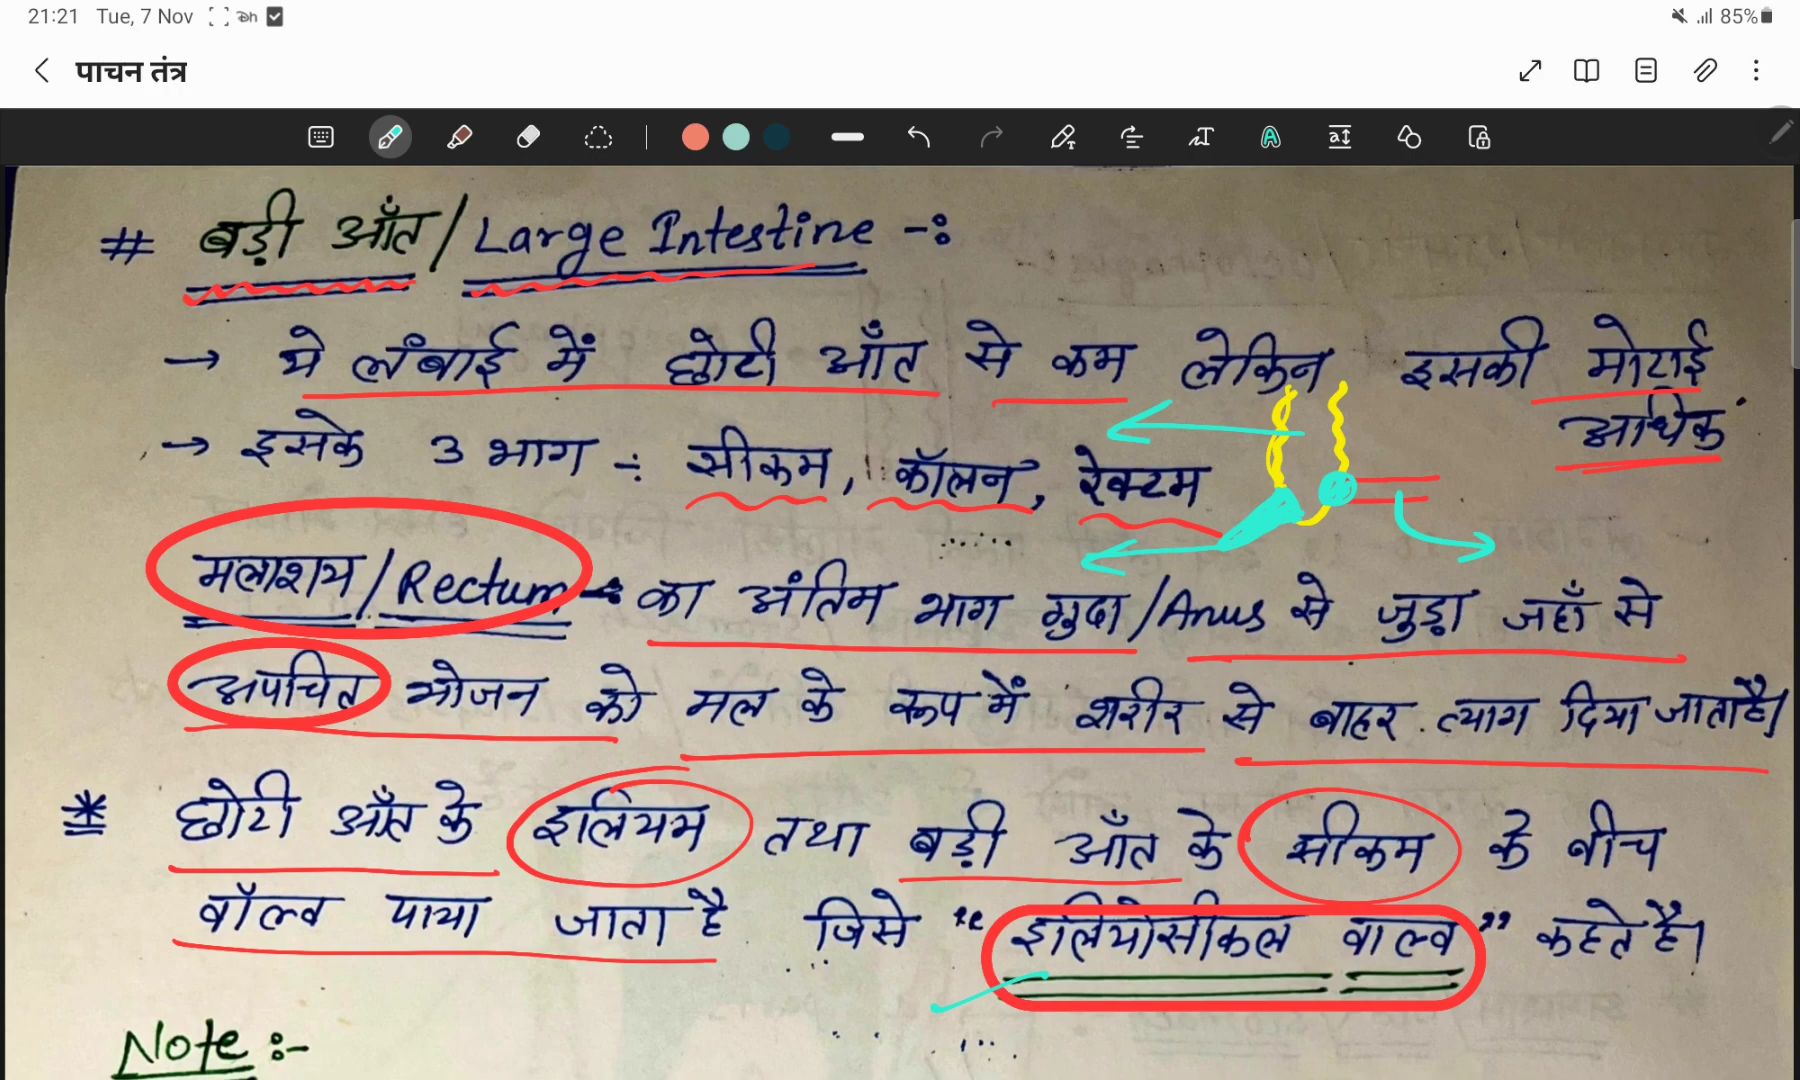 21:21 Tue, 7 Nov 85%
पाचन तंत्र
# बड़ी आँत / Large Intestine -:
→ ये लंबाई में छोटी आँत से कम लेकिन इसकी मोटाई
अधिक
→ इसके 3 भाग ÷ सीकम, कॉलन, रेक्टम
मलाशय / Rectum -: का अंतिम भाग गुदा / Anus से जुड़ा जहाँ से
अपचित भोजन को मल के रूप में शरीर से बाहर त्याग दिया जाता है।
* छोटी आँत के इलियम तथा बड़ी आँत के सीकम के बीच
वॉल्व पाया जाता है जिसे "इलियोसीकल वाल्व" कहते है।
Note :-